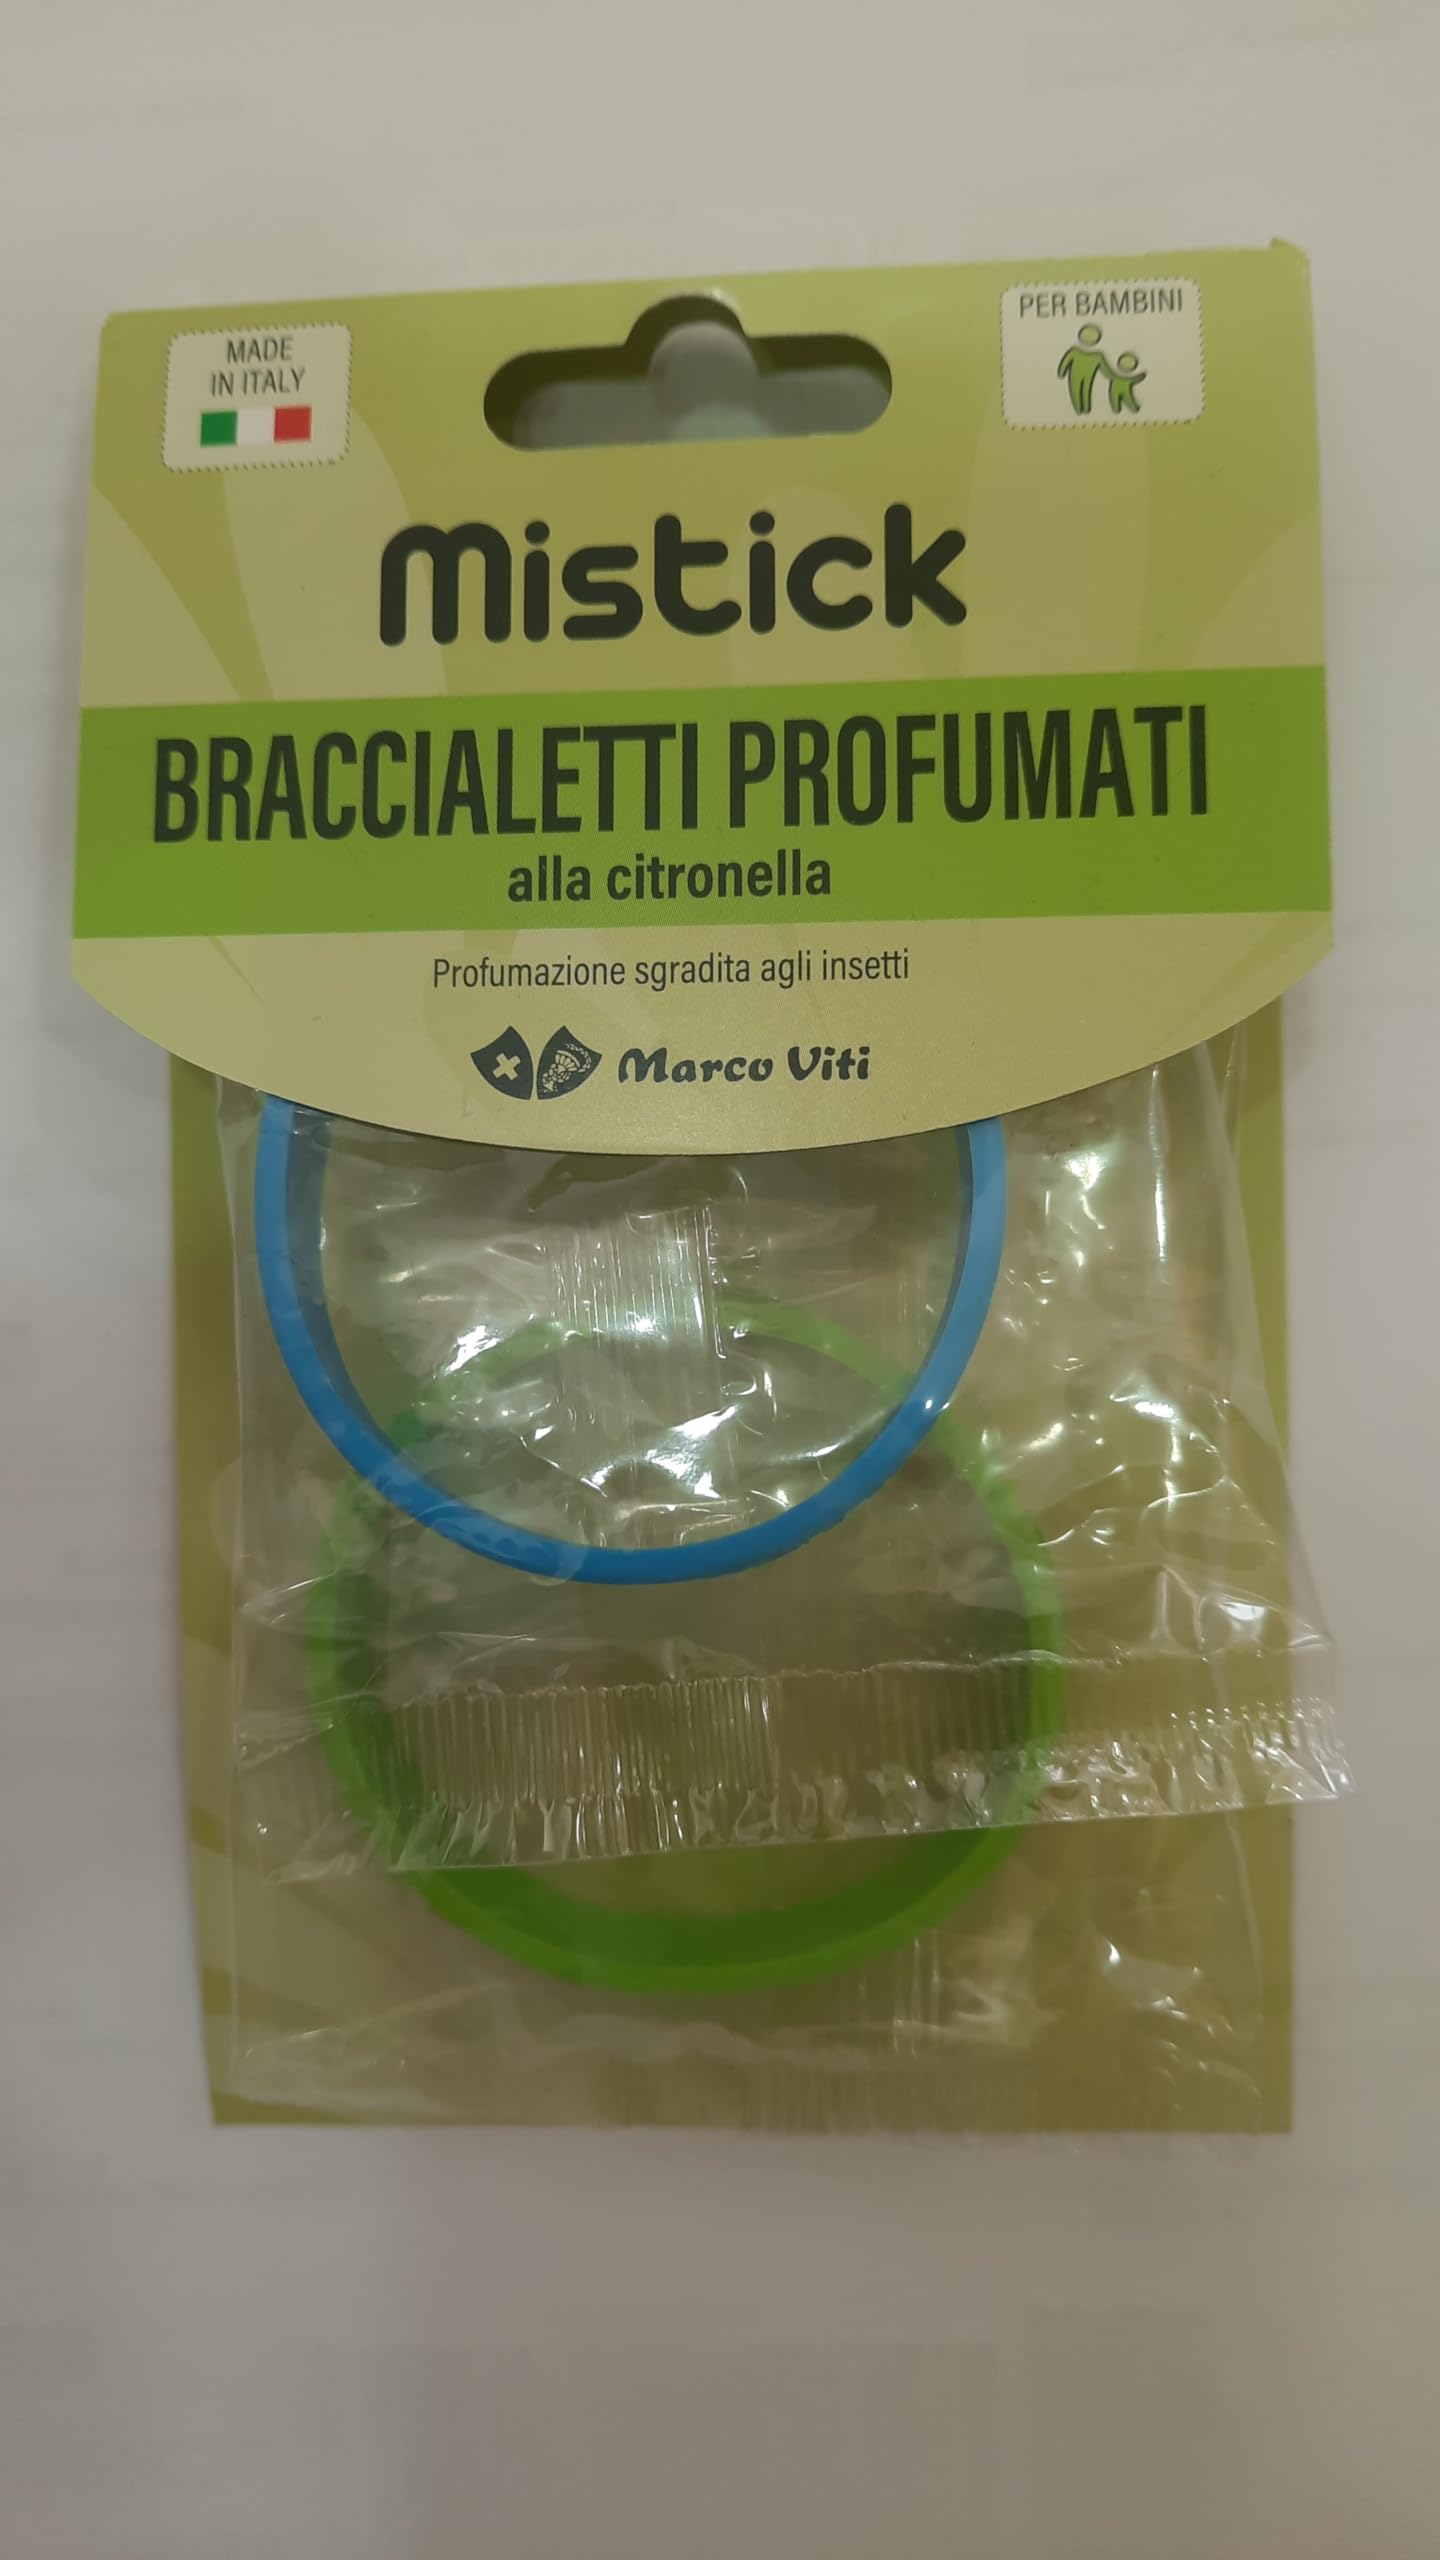 MADE
IN ITALY
PER BAMBINI
mistick
BRACCIALETTI PROFUMATI
alla citronella
Profumazione sgradita agli insetti
Marco Viti